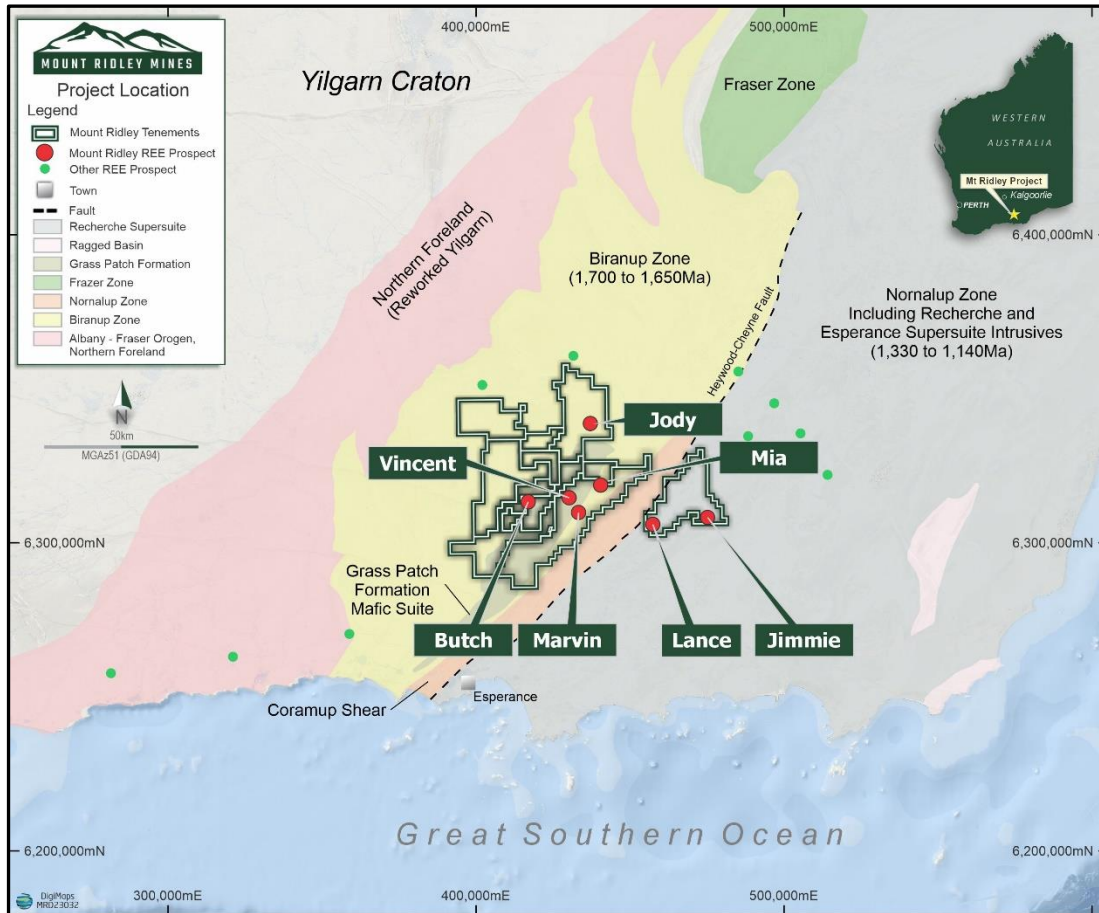 400,000mE
500,000mE
MOUNT RIDLEY MINES
Project Location
Legend
Mount Ridley Tenements
Mount Ridley REE Prospect
Other REE Prospect
Town
Fault
Recherche Supersuite
Ragged Basin
Grass Patch Formation
Frazer Zone
Nornalup Zone
Biranup Zone
Albany - Fraser Orogen,
Northern Foreland
N
50km
MGAz51 (GDA94)
Yilgarn Craton
Fraser Zone
WESTERN
AUSTRALIA
Mt Ridley Project
Kalgoorlie
PERTH
6,400,000mN
Northern Foreland
(Reworked Yilgarn)
Biranup Zone
(1,700 to 1,650Ma)
Heywood-Cheyne Fault
Nornalup Zone
Including Recherche and
Esperance Supersuite Intrusives
(1,330 to 1,140Ma)
Jody
Vincent
Mia
6,300,000mN
6,300,000mN
Grass Patch
Formation
Mafic Suite
Butch
Marvin
Lance
Jimmie
Esperance
Coramup Shear
Great Southern Ocean
6,200,000mN
6,200,000mN
DigiMaps
MRD23032
300,000mE
400,000mE
500,000mE